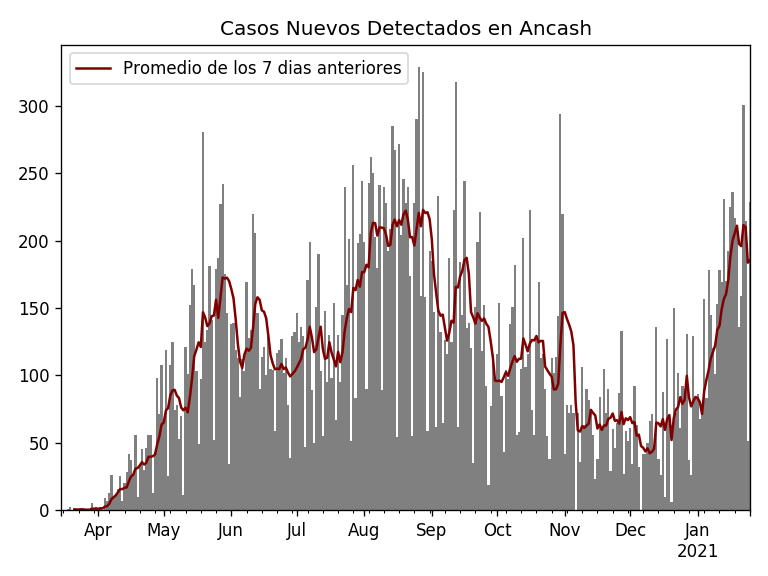 Casos Nuevos Detectados en Ancash
Promedio de los 7 dias anteriores
300
250
200
150
100
50
0
Apr May Jun Jul Aug Sep Oct Nov Dec Jan
2021